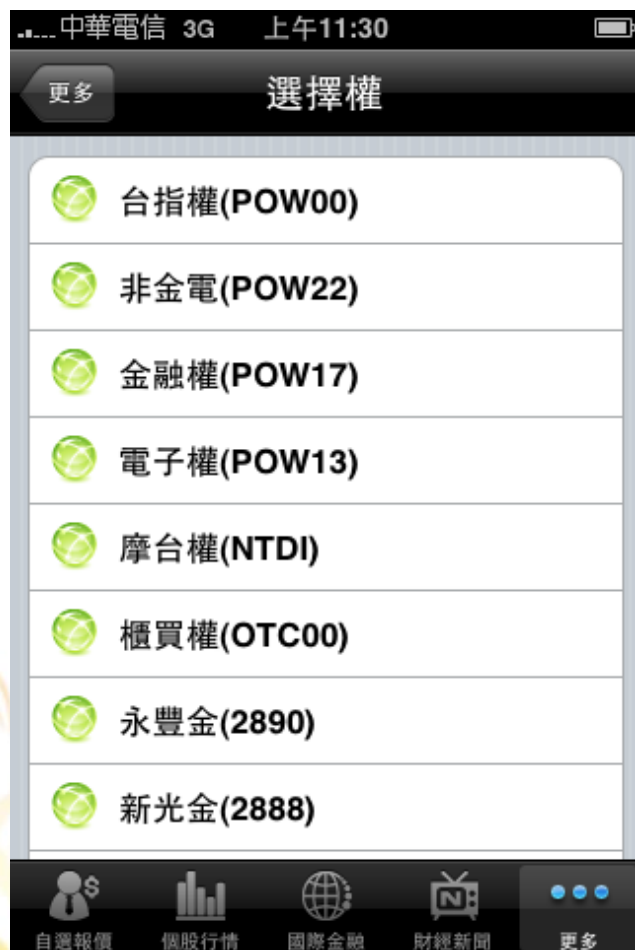 中華電信 3G 上午11:30
更多 選擇權
台指權(POW00)
非金電(POW22)
金融權(POW17)
電子權(POW13)
摩台權(NTDI)
櫃買權(OTC00)
永豐金(2890)
新光金(2888)
$ N
自選報價 個股行情 國際金融 財經新聞 更多